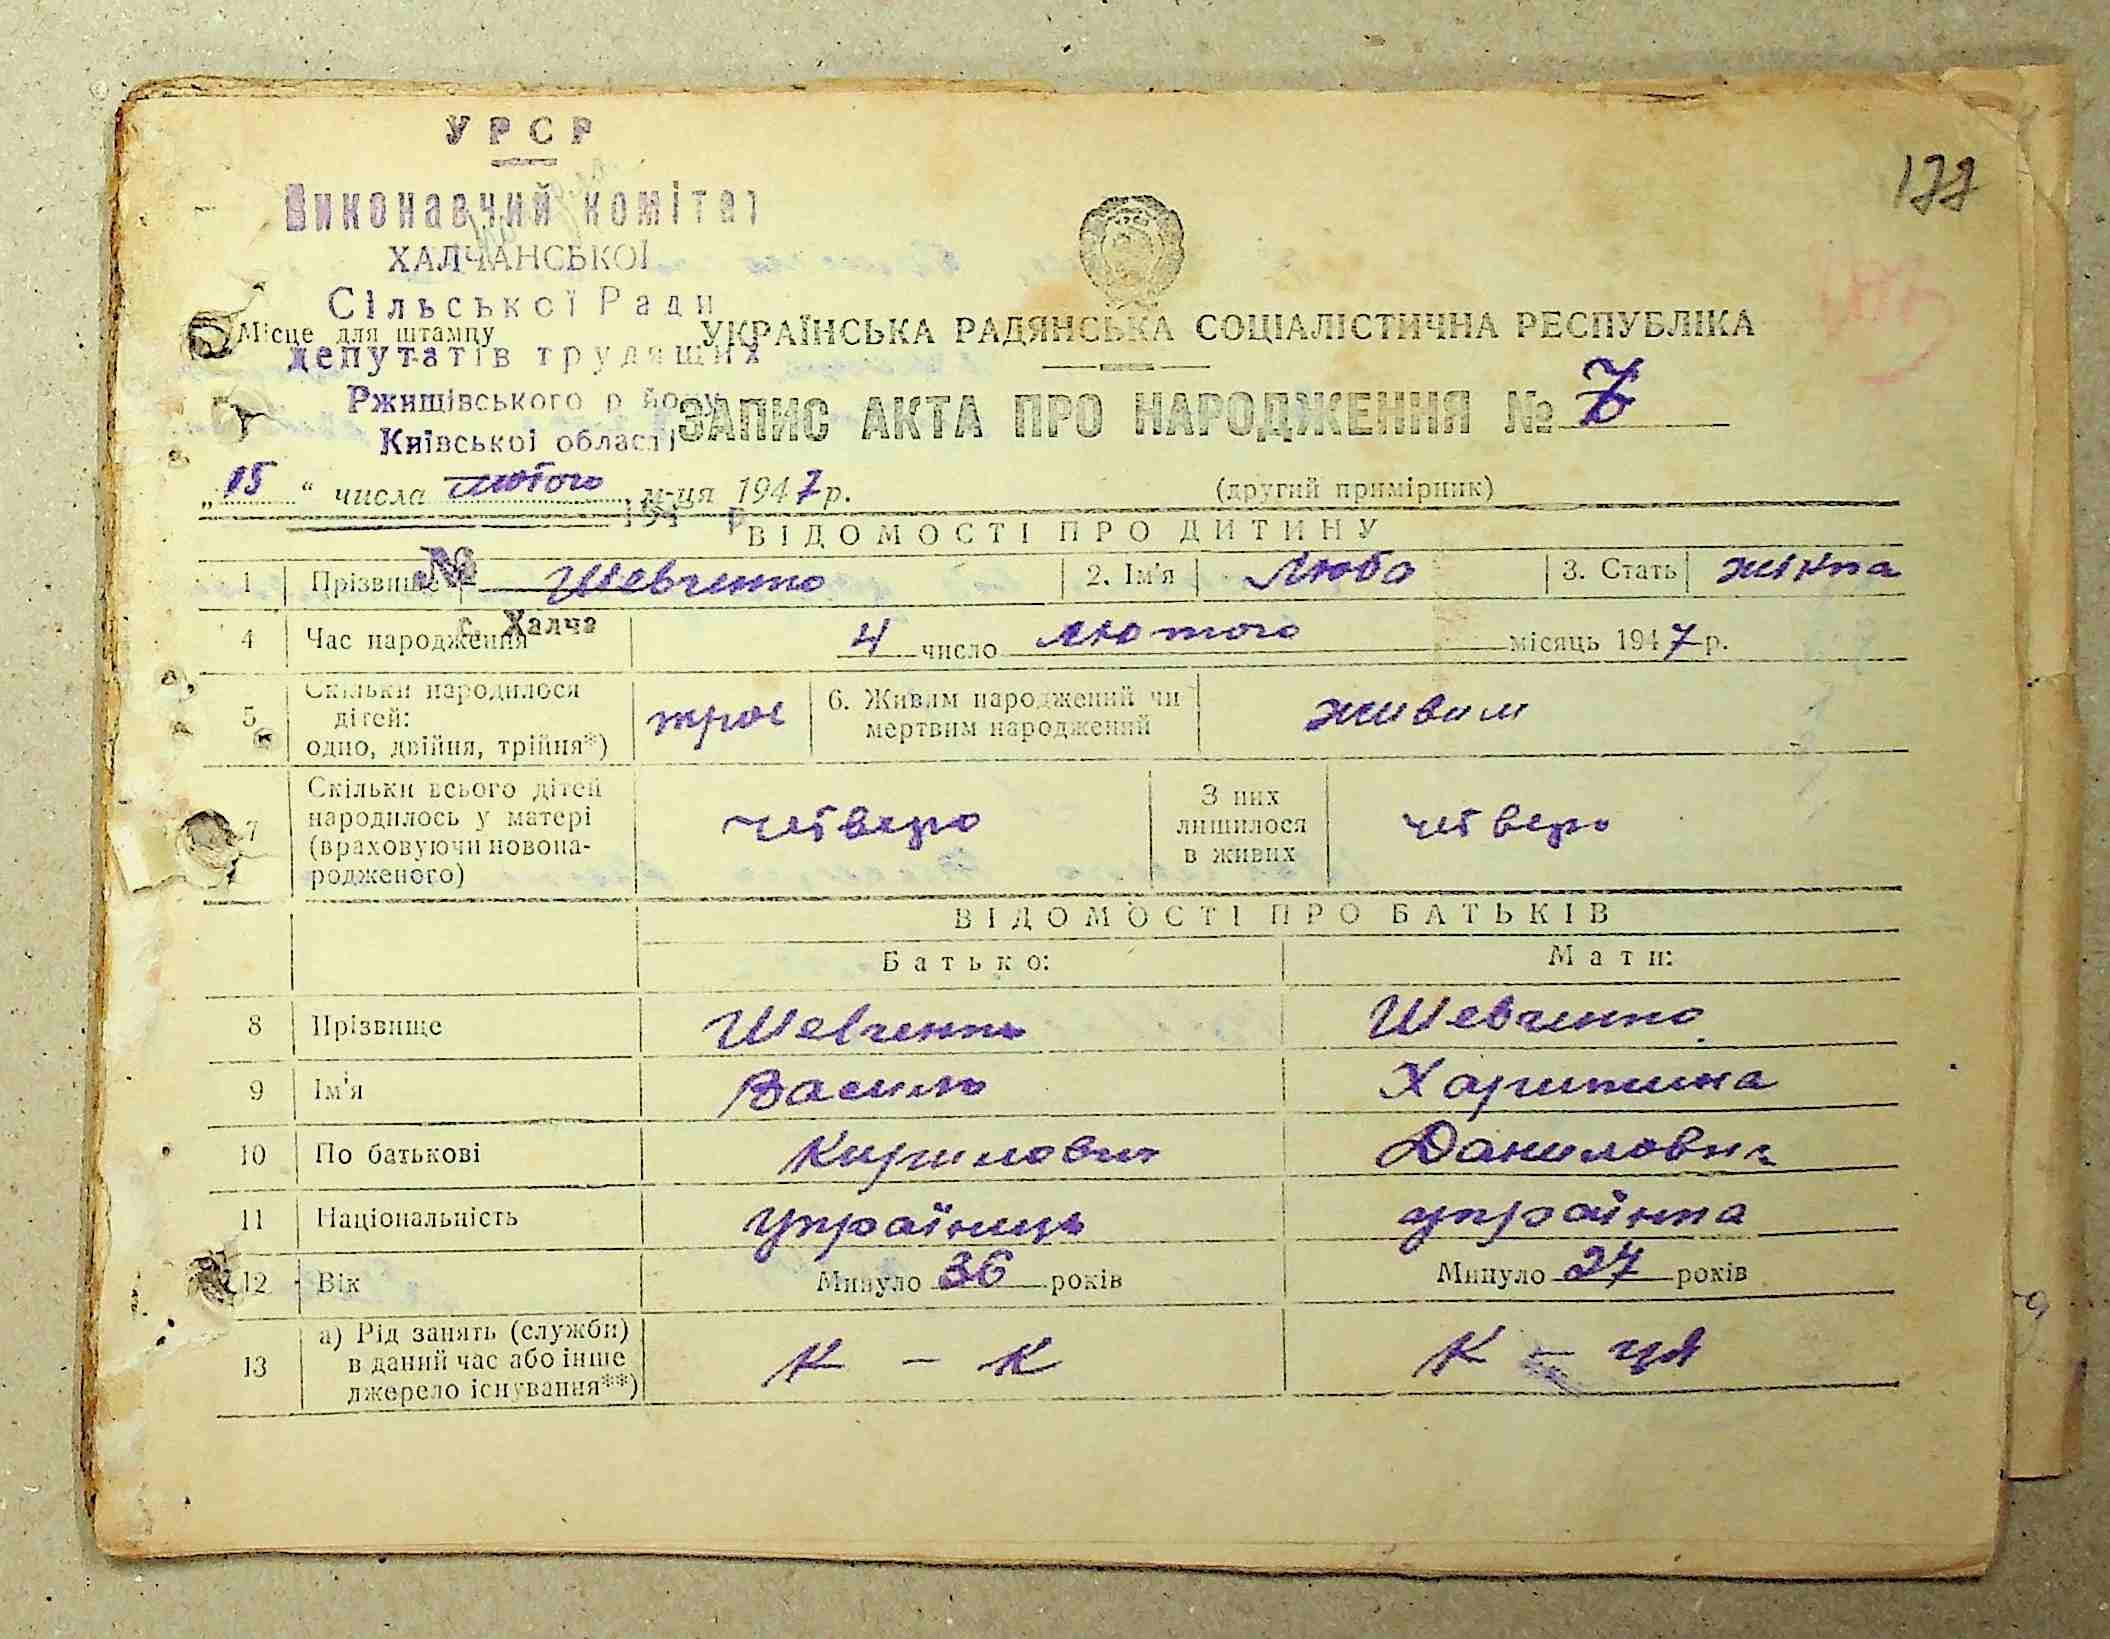 УРСР
177
Виконавчий комітет
ХАЛЧАНСЬКОЇ
Сільської Ради
Місце для штампу
УКРАЇНСЬКА РАДЯНСЬКА СОЦІАЛІСТИЧНА РЕСПУБЛІКА
депутатів трудящих
Ржищівського р йону
ЗАПИС АКТА ПРО НАРОДЖЕННЯ № 7
Київської області
„15" числа лютого м-ця 1947 р.
(другий примірник)
194 р
ВІДОМОСТІ ПРО ДИТИНУ
№
1 Прізвище Шевченко 2. Ім'я Люба 3. Стать жінка
с. Халча
4 Час народження 4 число лютого місяць 1947 р.
5 Скільки народилося дітей: одно, двійня, трійня*) троє 6. Живим народжений чи мертвим народжений живим
7 Скільки всього дітей народилось у матері (враховуючи новонародженого) четверо З них лишилося в живих четверо
ВІДОМОСТІ ПРО БАТЬКІВ
Батько: Мати:
8 Прізвище Шевченко Шевченко
9 Ім'я Василь Харитина
10 По батькові Кирилович Даниловна
11 Національність українець українка
12 Вік Минуло 36 років Минуло 27 років
13 а) Рід занять (служби) в даний час або інше джерело існування**) К - К К - ця